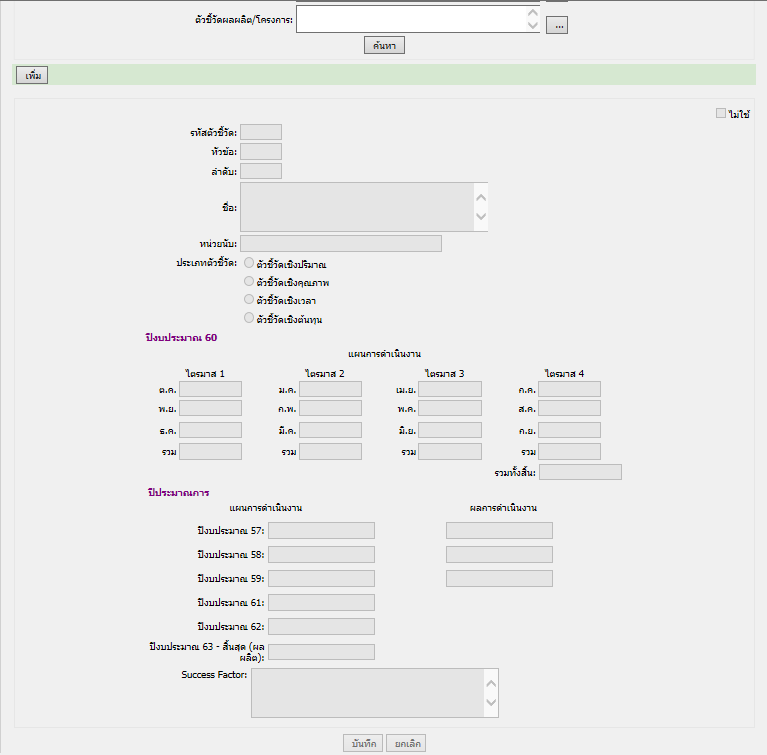 ตัวชี้วัดผลผลิต/โครงการ: ...
ค้นหา
เพิ่ม
ไม่ใช้
รหัสตัวชี้วัด:
หัวข้อ:
ลำดับ:
ชื่อ:
หน่วยนับ:
ประเภทตัวชี้วัด: ตัวชี้วัดเชิงปริมาณ
ตัวชี้วัดเชิงคุณภาพ
ตัวชี้วัดเชิงเวลา
ตัวชี้วัดเชิงต้นทุน
ปีงบประมาณ 60
แผนการดำเนินงาน
ไตรมาส 1 ไตรมาส 2 ไตรมาส 3 ไตรมาส 4
ต.ค. ม.ค. เม.ย. ก.ค.
พ.ย. ก.พ. พ.ค. ส.ค.
ธ.ค. มี.ค. มิ.ย. ก.ย.
รวม รวม รวม รวม
รวมทั้งสิ้น:
ปีประมาณการ
แผนการดำเนินงาน ผลการดำเนินงาน
ปีงบประมาณ 57:
ปีงบประมาณ 58:
ปีงบประมาณ 59:
ปีงบประมาณ 61:
ปีงบประมาณ 62:
ปีงบประมาณ 63 - สิ้นสุด (ผล
ผลิต):
Success Factor:
บันทึก ยกเลิก